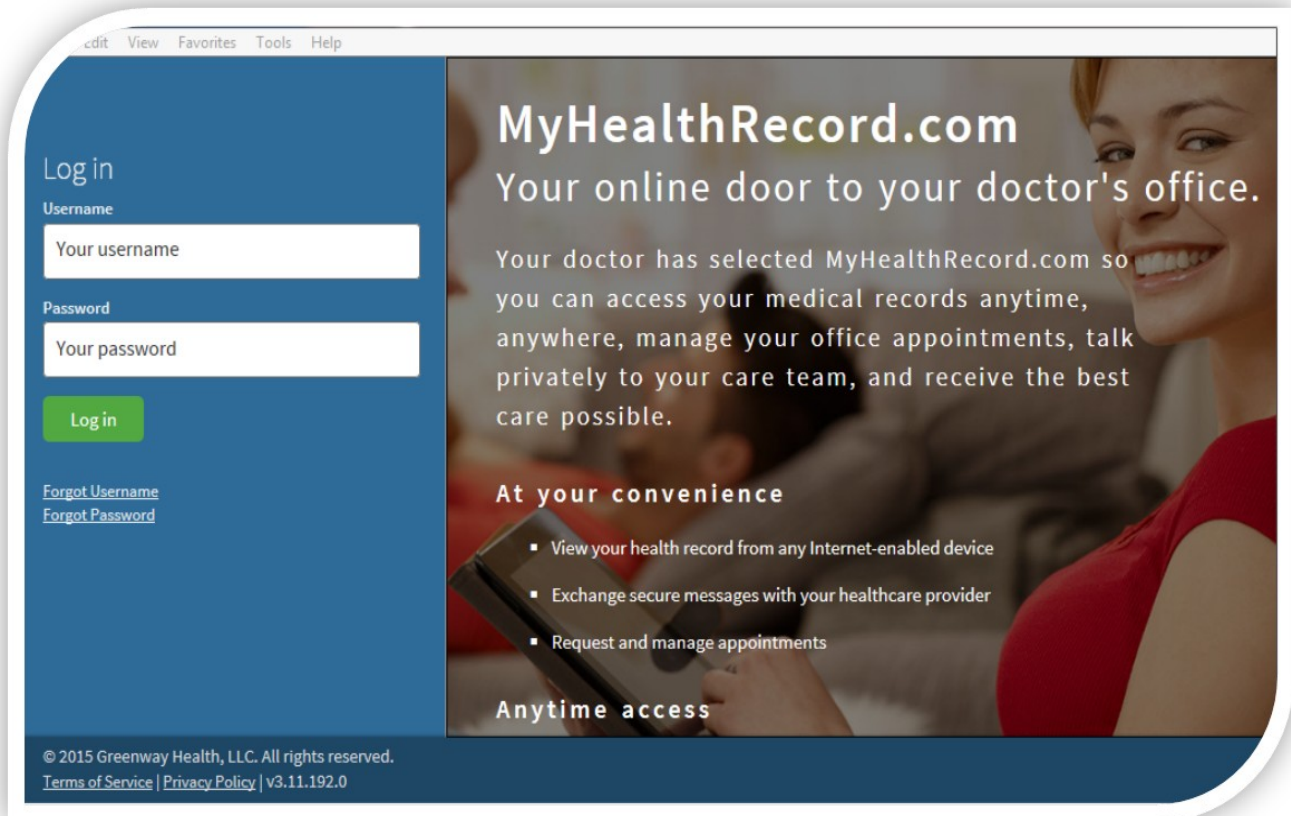 Edit View Favorites Tools Help
Log in
Username
Your username
Password
Your password
Log in
Forgot Username
Forgot Password
MyHealthRecord.com
Your online door to your doctor's office.
Your doctor has selected MyHealthRecord.com so
you can access your medical records anytime,
anywhere, manage your office appointments, talk
privately to your care team, and receive the best
care possible.
At your convenience
▪ View your health record from any Internet-enabled device
▪ Exchange secure messages with your healthcare provider
▪ Request and manage appointments
Anytime access
© 2015 Greenway Health, LLC. All rights reserved.
Terms of Service | Privacy Policy | v3.11.192.0